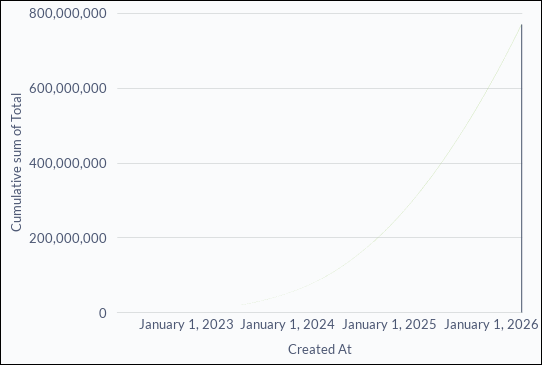 800,000,000
600,000,000
400,000,000
200,000,000
0
Cumulative sum of Total
January 1, 2023 January 1, 2024 January 1, 2025 January 1, 2026
Created At